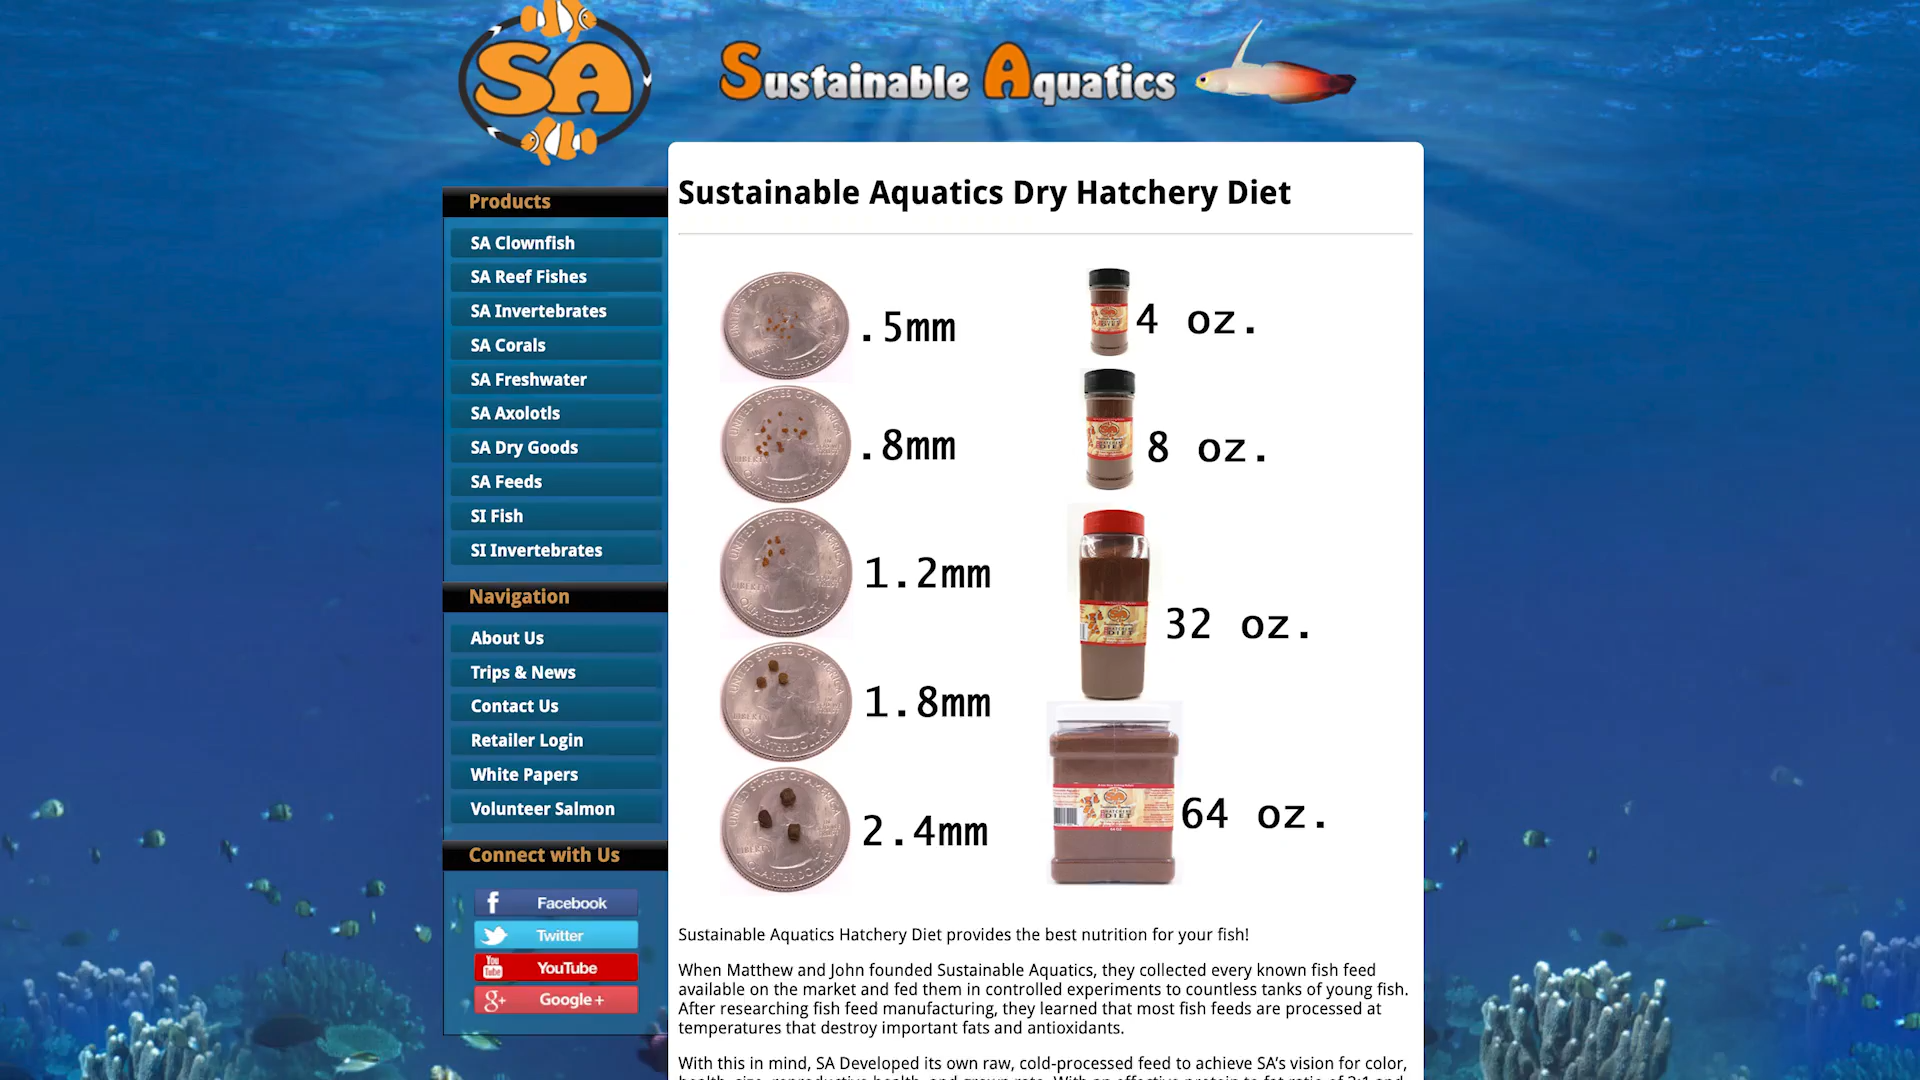 SA
Sustainable Aquatics
Products
SA Clownfish
SA Reef Fishes
SA Invertebrates
SA Corals
SA Freshwater
SA Axolotls
SA Dry Goods
SA Feeds
SI Fish
SI Invertebrates
Navigation
About Us
Trips & News
Contact Us
Retailer Login
White Papers
Volunteer Salmon
Connect with Us
f Facebook
Twitter
You Tube YouTube
g+ Google +
Sustainable Aquatics Dry Hatchery Diet
.5mm
4 oz.
.8mm
8 oz.
1.2mm
32 oz.
1.8mm
2.4mm
64 oz.
Sustainable Aquatics Hatchery Diet provides the best nutrition for your fish!
When Matthew and John founded Sustainable Aquatics, they collected every known fish feed
available on the market and fed them in controlled experiments to countless tanks of young fish.
After researching fish feed manufacturing, they learned that most fish feeds are processed at
temperatures that destroy important fats and antioxidants.
With this in mind, SA Developed its own raw, cold-processed feed to achieve SA's vision for color,